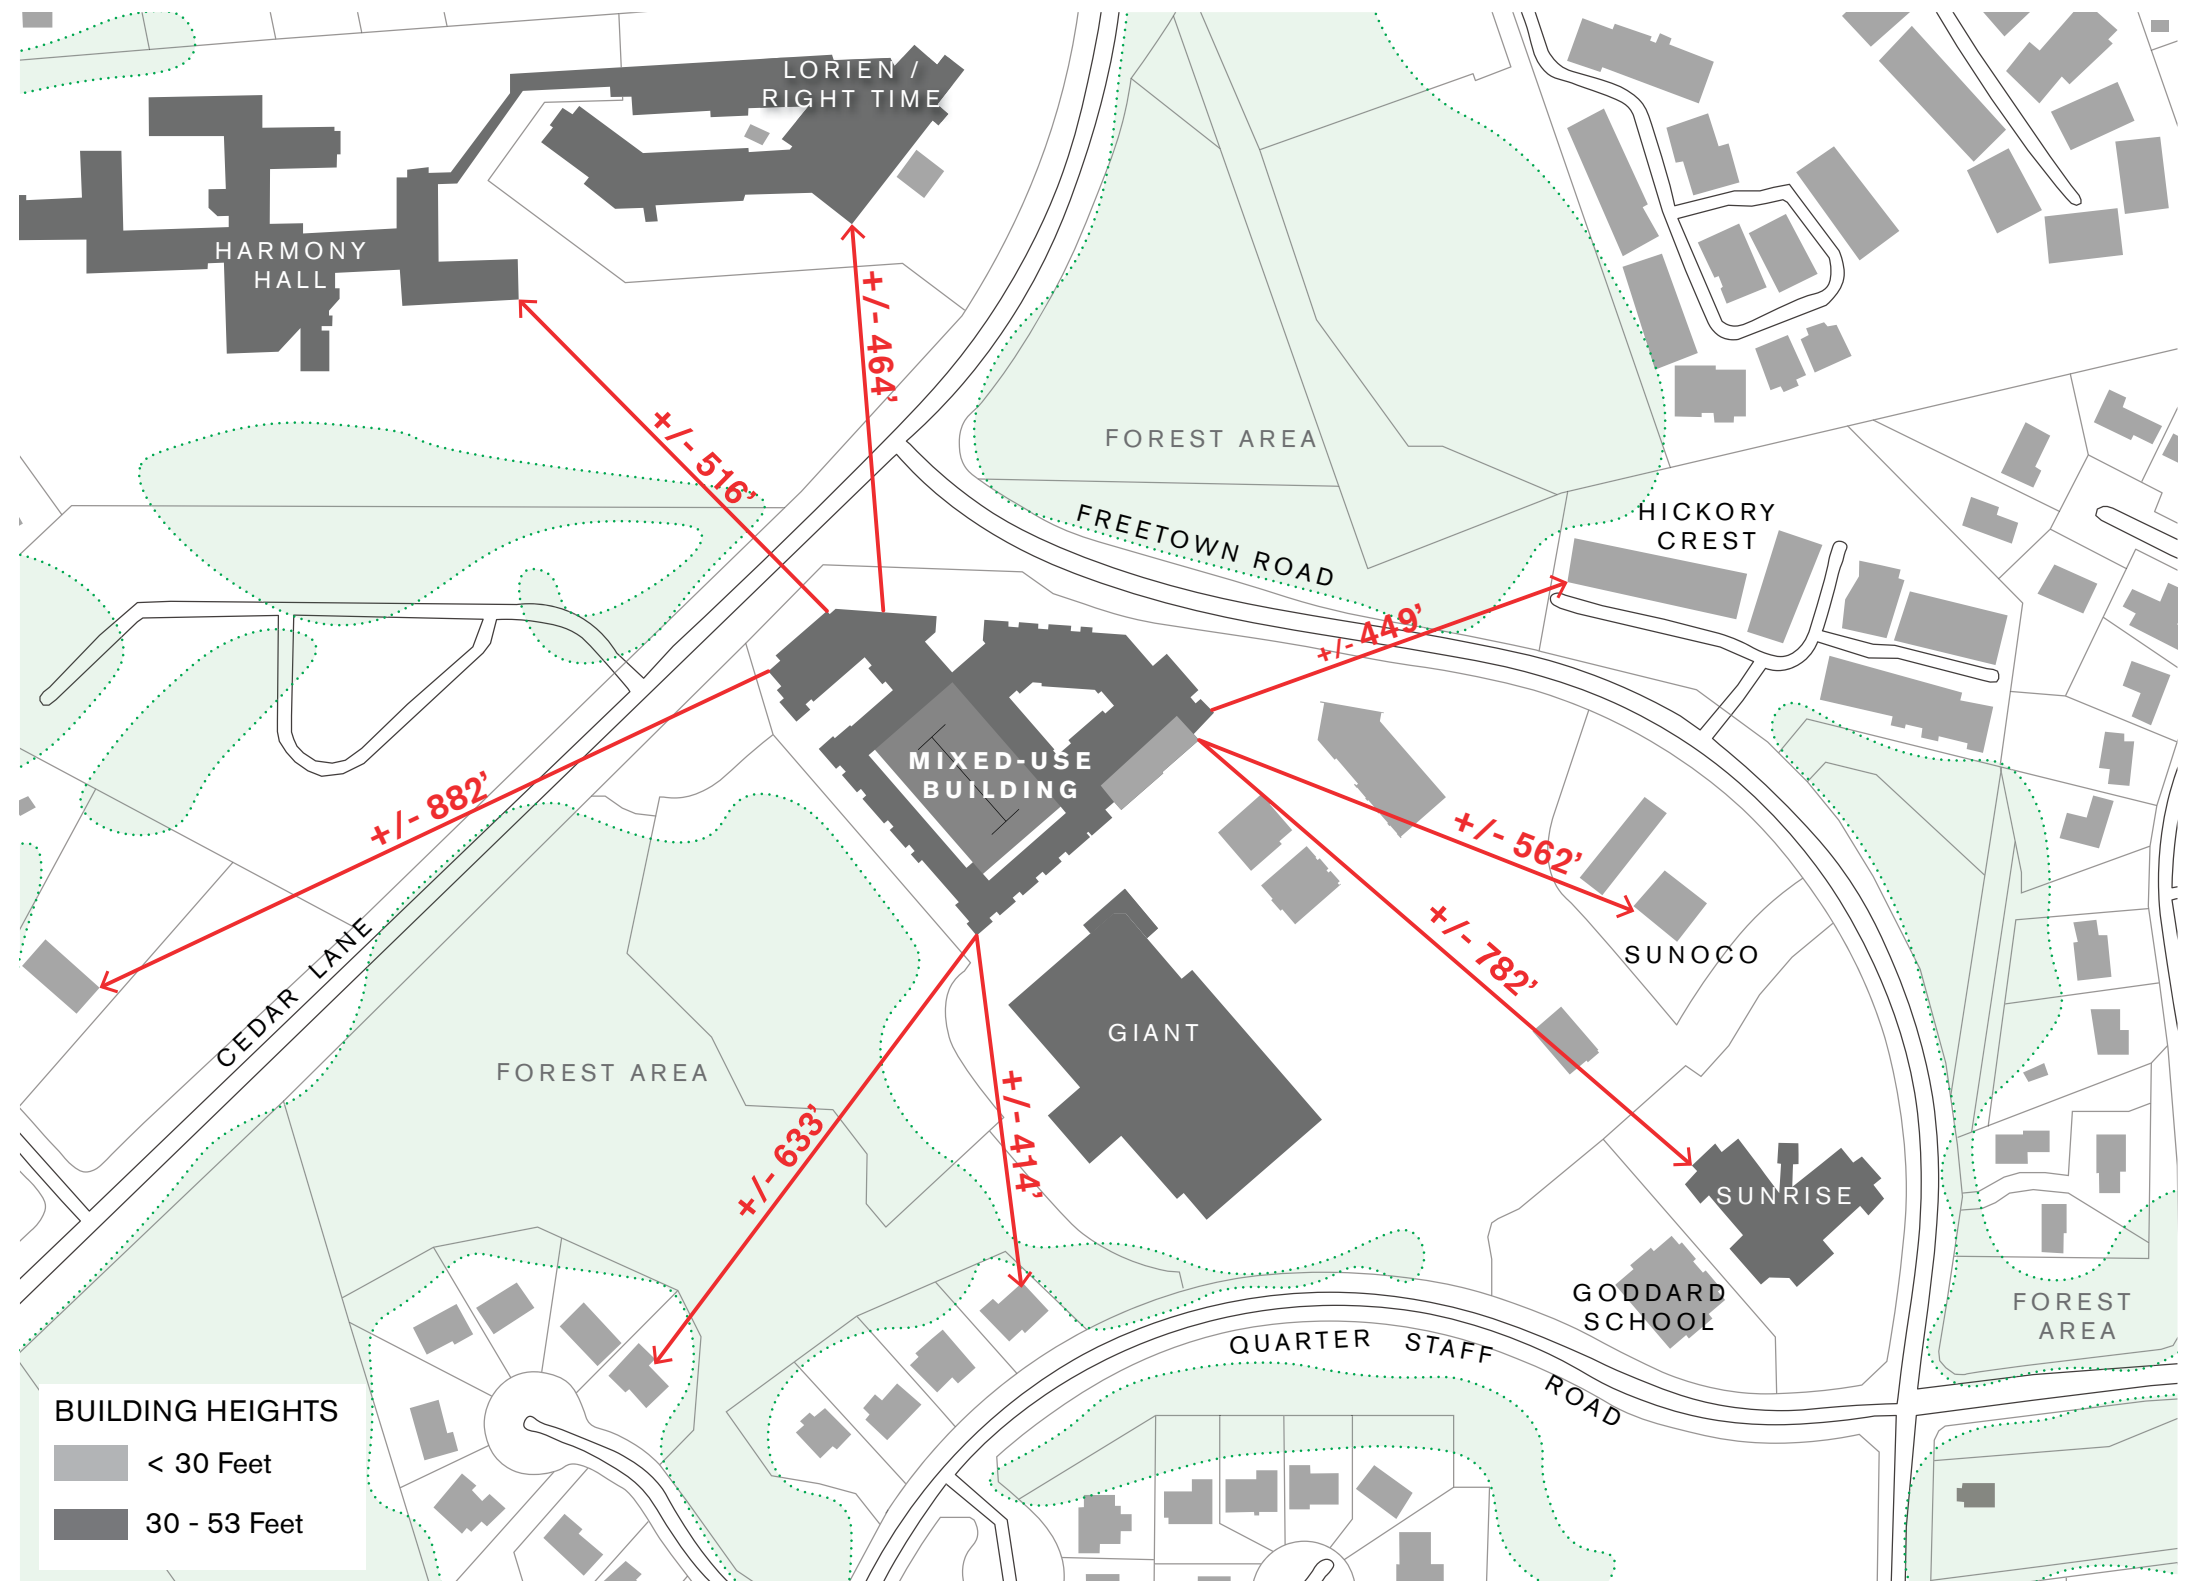 LORIEN /
RIGHT TIME
HARMONY
HALL
+/- 464’
+/- 516’
FOREST AREA
FREETOWN ROAD
HICKORY
CREST
+/- 449’
MIXED-USE
BUILDING
+/- 882’
+/- 562’
SUNOCO
+/- 782’
CEDAR LANE
GIANT
FOREST AREA
+/- 633’
+/- 414’
SUNRISE
GODDARD
SCHOOL
FOREST
AREA
QUARTER STAFF
ROAD
BUILDING HEIGHTS
< 30 Feet
30 - 53 Feet